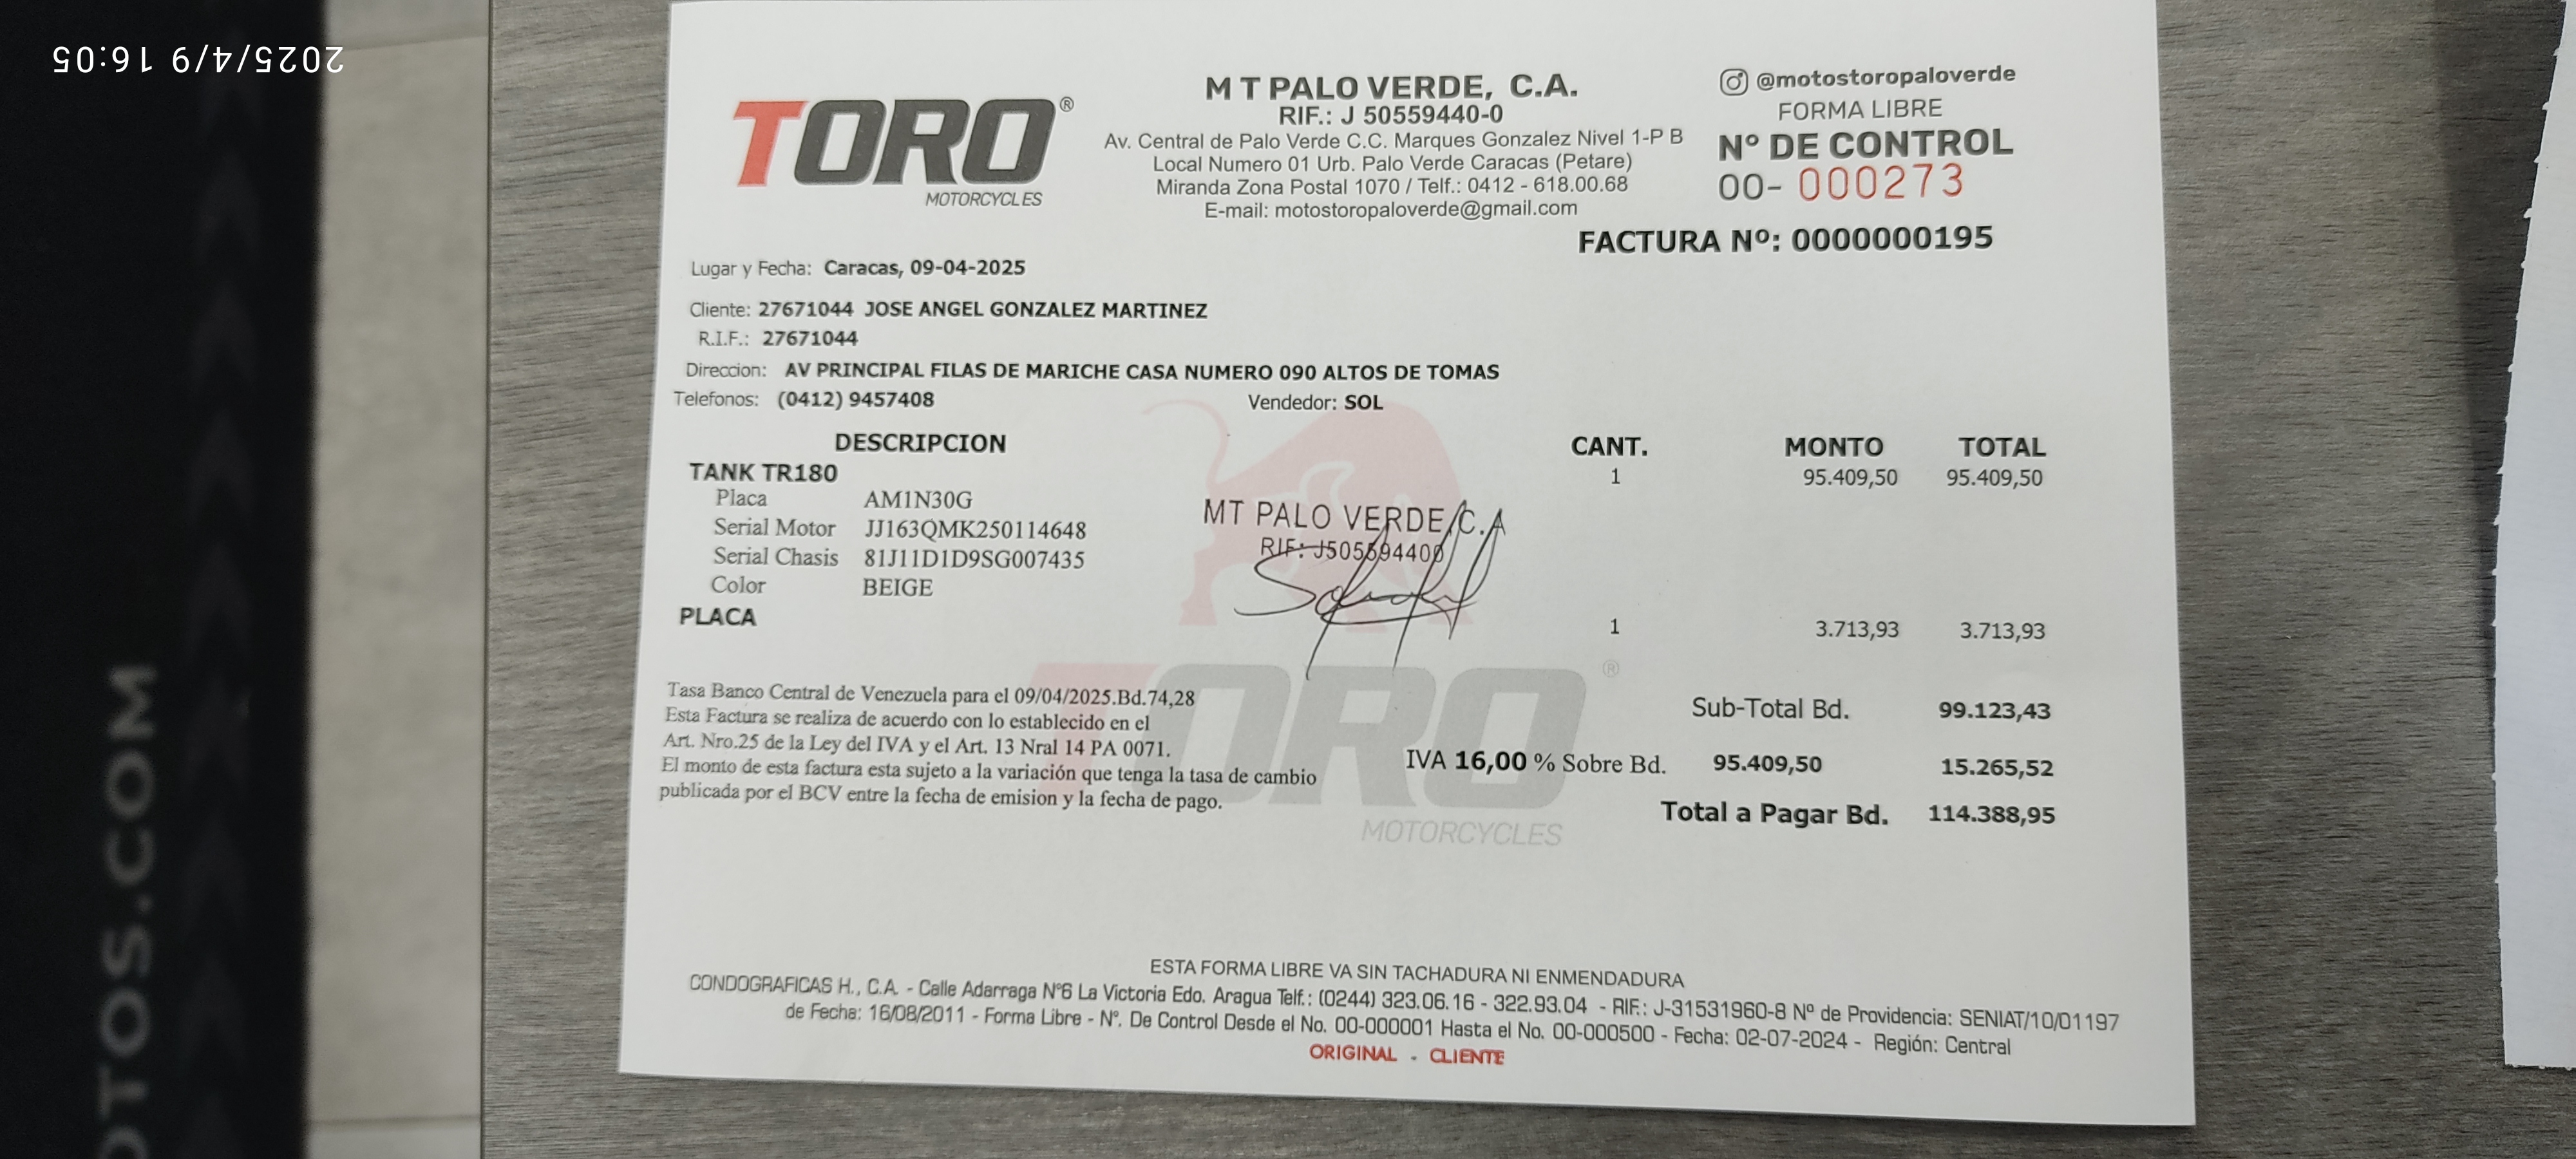 2025/4/9 16:05
TORO®
MOTORCYCLES
M T PALO VERDE, C.A.
RIF.: J 50559440-0
Av. Central de Palo Verde C.C. Marques Gonzalez Nivel 1-P B
Local Numero 01 Urb. Palo Verde Caracas (Petare)
Miranda Zona Postal 1070 / Telf.: 0412 - 618.00.68
E-mail: motostoropaloverde@gmail.com
@motostoropaloverde
FORMA LIBRE
Nº DE CONTROL
00- 000273
FACTURA Nº: 0000000195
Lugar y Fecha: Caracas, 09-04-2025
Cliente: 27671044 JOSE ANGEL GONZALEZ MARTINEZ
R.I.F.: 27671044
Direccion: AV PRINCIPAL FILAS DE MARICHE CASA NUMERO 090 ALTOS DE TOMAS
Telefonos: (0412) 9457408 Vendedor: SOL
DESCRIPCION CANT. MONTO TOTAL
TANK TR180 1 95.409,50 95.409,50
Placa AM1N30G
Serial Motor JJ163QMK250114648
Serial Chasis 81J11D1D9SG007435
Color BEIGE
MT PALO VERDE, C.A
RIF: J505594400
PLACA 1 3.713,93 3.713,93
TORO®
MOTORCYCLES
Tasa Banco Central de Venezuela para el 09/04/2025.Bd.74,28
Esta Factura se realiza de acuerdo con lo establecido en el
Art. Nro.25 de la Ley del IVA y el Art. 13 Nral 14 PA 0071.
El monto de esta factura esta sujeto a la variación que tenga la tasa de cambio
publicada por el BCV entre la fecha de emision y la fecha de pago.
Sub-Total Bd. 99.123,43
IVA 16,00 % Sobre Bd. 95.409,50 15.265,52
Total a Pagar Bd. 114.388,95
ESTA FORMA LIBRE VA SIN TACHADURA NI ENMENDADURA
CONDOGRAFICAS H., C.A. - Calle Adarraga N°6 La Victoria Edo. Aragua Telf.: (0244) 323.06.16 - 322.93.04 - RIF.: J-31531960-8 Nº de Providencia: SENIAT/10/01197
de Fecha: 16/08/2011 - Forma Libre - N°. De Control Desde el No. 00-000001 Hasta el No. 00-000500 - Fecha: 02-07-2024 - Región: Central
ORIGINAL - CLIENTE
OTOS.COM